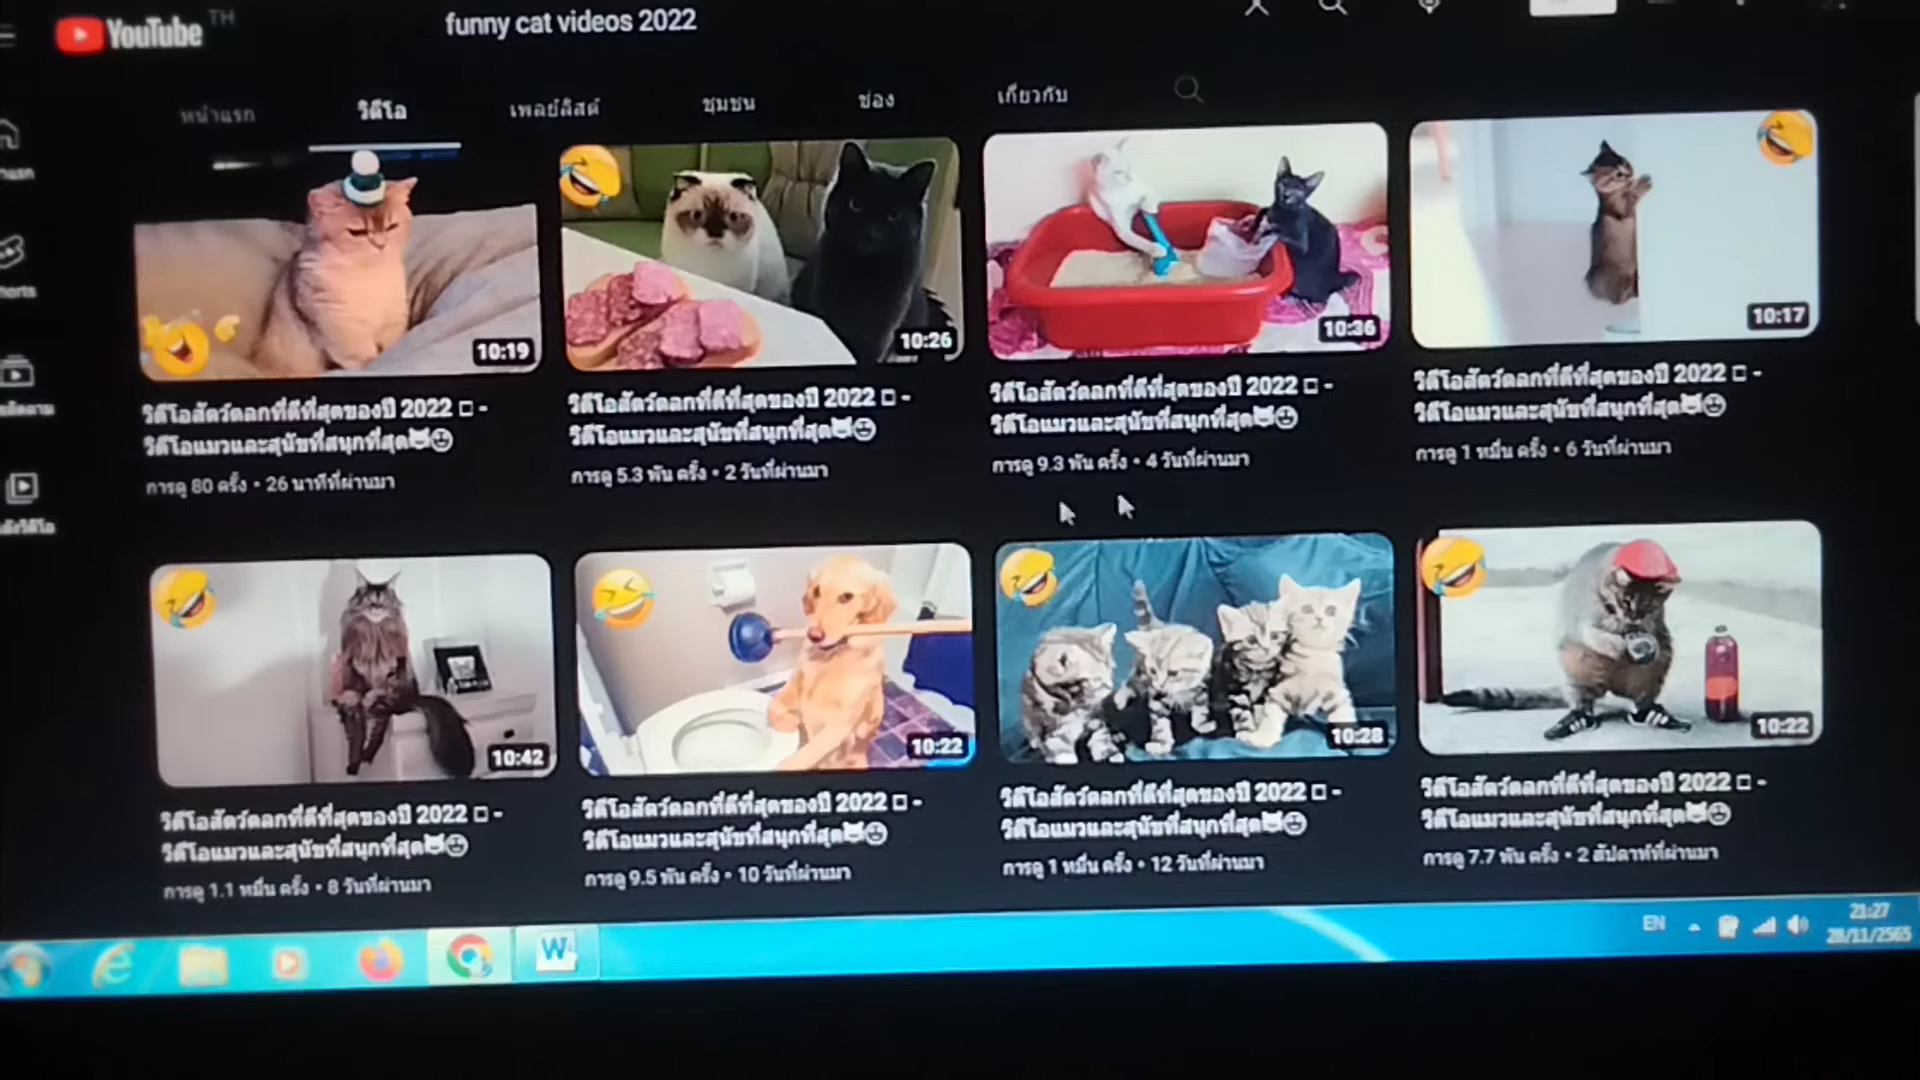 YouTube TH
funny cat videos 2022
หน้าแรก วิดีโอ เพลย์ลิสต์ ชุมชน ช่อง เกี่ยวกับ
10:19
10:26
10:36
10:17
วิดีโอสัตว์ตลกที่ดีที่สุดของปี 2022 -
วิดีโอแมวและสุนัขที่สนุกที่สุด😹😍
การดู 80 ครั้ง • 26 นาทีที่ผ่านมา
วิดีโอสัตว์ตลกที่ดีที่สุดของปี 2022 -
วิดีโอแมวและสุนัขที่สนุกที่สุด😹😍
การดู 5.3 พัน ครั้ง • 2 วันที่ผ่านมา
วิดีโอสัตว์ตลกที่ดีที่สุดของปี 2022 -
วิดีโอแมวและสุนัขที่สนุกที่สุด😹😍
การดู 9.3 พัน ครั้ง • 4 วันที่ผ่านมา
วิดีโอสัตว์ตลกที่ดีที่สุดของปี 2022 -
วิดีโอแมวและสุนัขที่สนุกที่สุด😹😍
การดู 1 หมื่น ครั้ง • 6 วันที่ผ่านมา
10:42
10:22
10:28
10:22
วิดีโอสัตว์ตลกที่ดีที่สุดของปี 2022 -
วิดีโอแมวและสุนัขที่สนุกที่สุด😹😍
การดู 1.1 หมื่น ครั้ง • 8 วันที่ผ่านมา
วิดีโอสัตว์ตลกที่ดีที่สุดของปี 2022 -
วิดีโอแมวและสุนัขที่สนุกที่สุด😹😍
การดู 9.5 พัน ครั้ง • 10 วันที่ผ่านมา
วิดีโอสัตว์ตลกที่ดีที่สุดของปี 2022 -
วิดีโอแมวและสุนัขที่สนุกที่สุด😹😍
การดู 1 หมื่น ครั้ง • 12 วันที่ผ่านมา
วิดีโอสัตว์ตลกที่ดีที่สุดของปี 2022 -
วิดีโอแมวและสุนัขที่สนุกที่สุด😹😍
การดู 7.7 พัน ครั้ง • 2 สัปดาห์ที่ผ่านมา
EN
21:27
28/11/2565